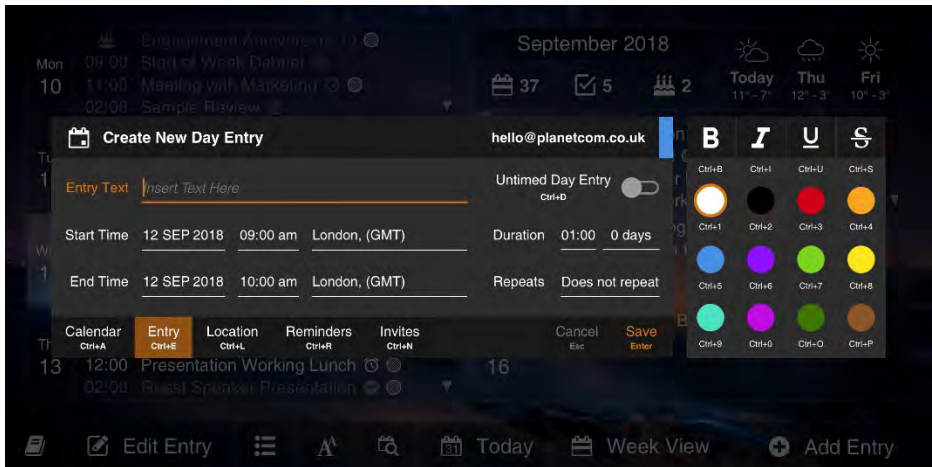 Engagement Anniversary
Mon 09:00 Start of Week Debrief
10 11:00 Meeting with Marketing
02:00 Sample Review
September 2018
37 5 2
Today Thu Fri
11° - 7° 12° - 3° 10° - 3°
Create New Day Entry hello@planetcom.co.uk
Entry Text Insert Text Here Untimed Day Entry
Ctrl+D
Start Time 12 SEP 2018 09:00 am London, (GMT) Duration 01:00 0 days
End Time 12 SEP 2018 10:00 am London, (GMT) Repeats Does not repeat
Calendar Entry Location Reminders Invites Cancel Save
Ctrl+A Ctrl+E Ctrl+L Ctrl+R Ctrl+N Esc Enter
B I U S
Ctrl+B Ctrl+I Ctrl+U Ctrl+S
Ctrl+1 Ctrl+2 Ctrl+3 Ctrl+4
Ctrl+5 Ctrl+6 Ctrl+7 Ctrl+8
Ctrl+9 Ctrl+0 Ctrl+O Ctrl+P
13 12:00 Presentation Working Lunch 16
02:00 Guest Speaker Presentation
Edit Entry 31 Today Week View Add Entry